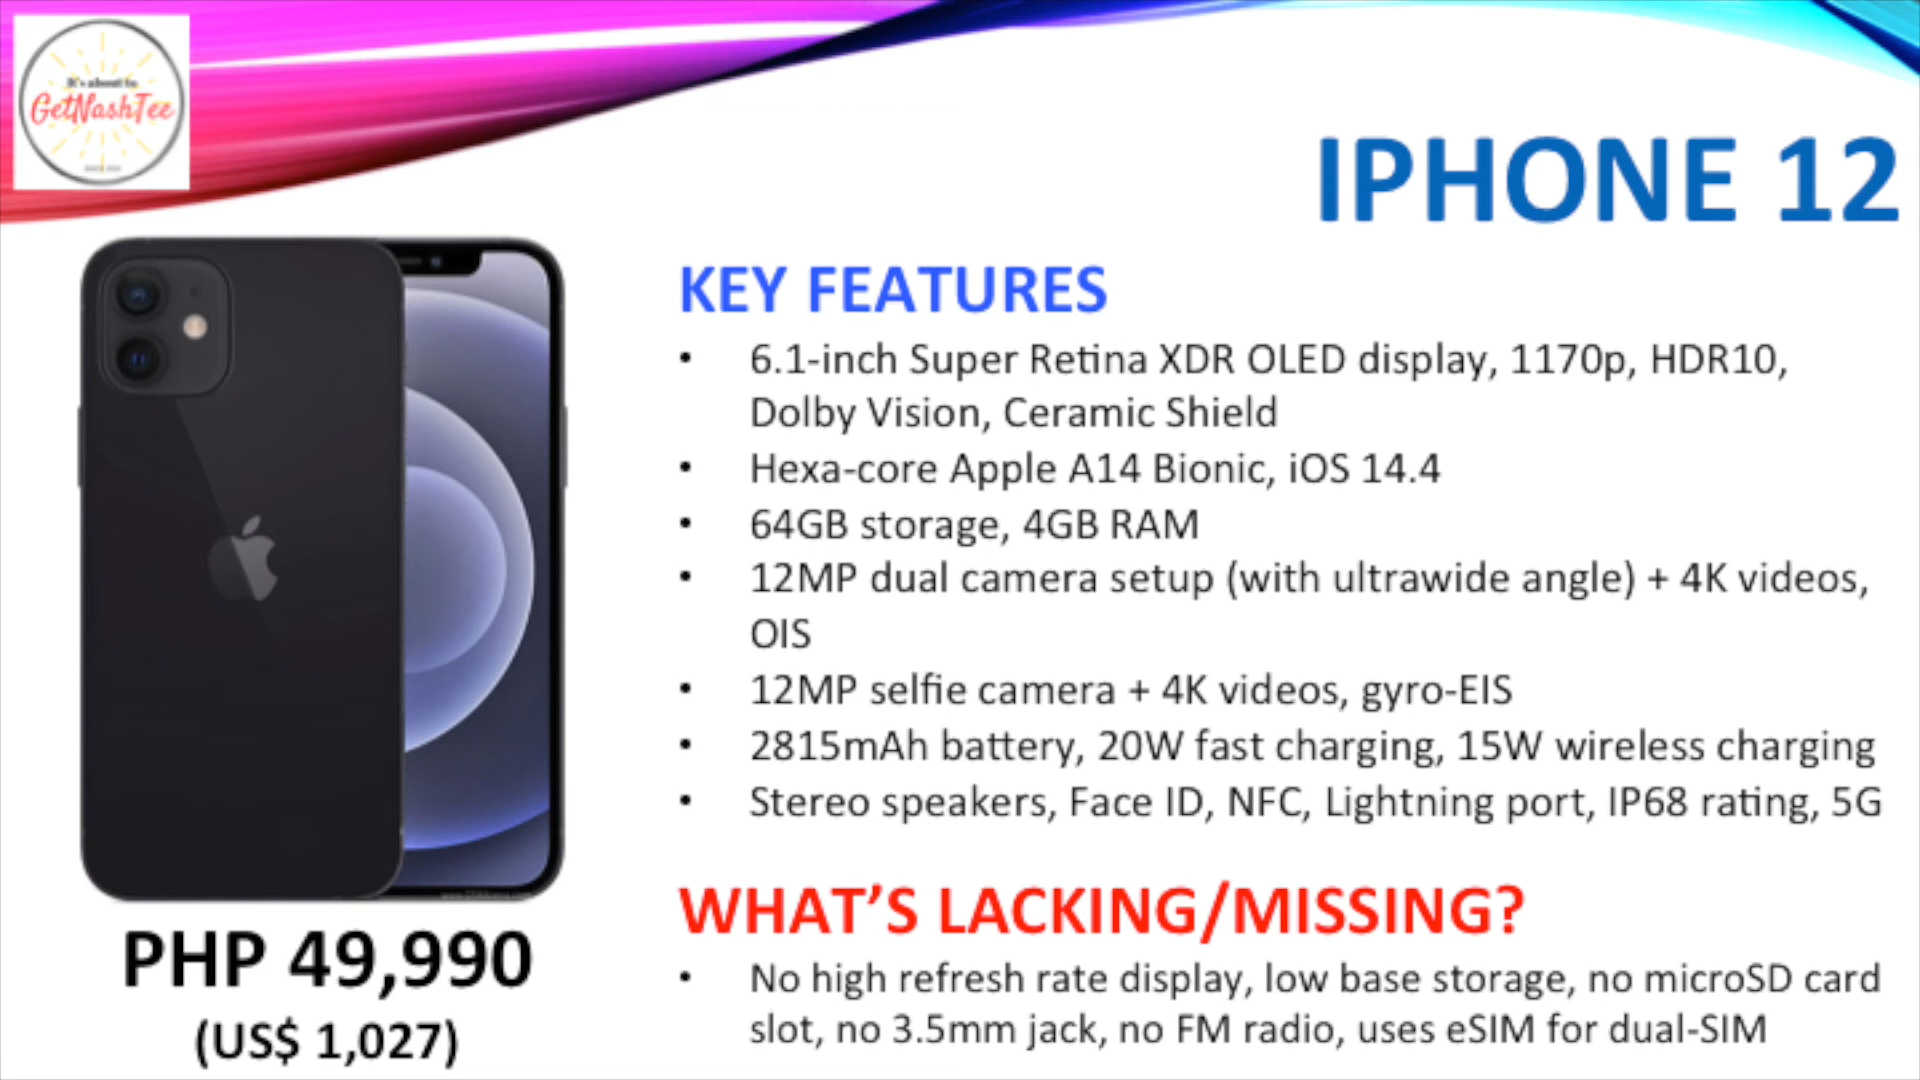 It's about to
GetNashTee
IPHONE 12
KEY FEATURES
• 6.1-inch Super Retina XDR OLED display, 1170p, HDR10,
Dolby Vision, Ceramic Shield
• Hexa-core Apple A14 Bionic, iOS 14.4
• 64GB storage, 4GB RAM
• 12MP dual camera setup (with ultrawide angle) + 4K videos,
OIS
• 12MP selfie camera + 4K videos, gyro-EIS
• 2815mAh battery, 20W fast charging, 15W wireless charging
• Stereo speakers, Face ID, NFC, Lightning port, IP68 rating, 5G
WHAT'S LACKING/MISSING?
• No high refresh rate display, low base storage, no microSD card
slot, no 3.5mm jack, no FM radio, uses eSIM for dual-SIM
PHP 49,990
(US$ 1,027)